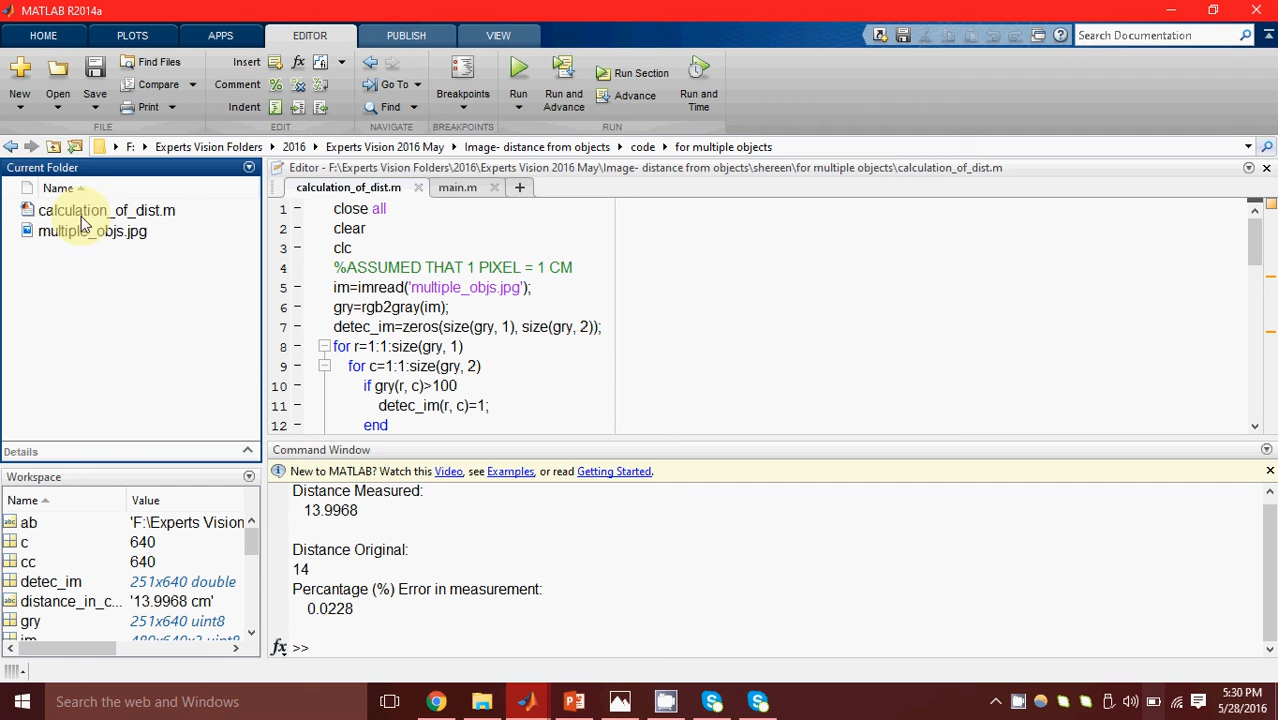 MATLAB R2014a
HOME PLOTS APPS EDITOR PUBLISH VIEW Search Documentation
New Open Save Find Files Compare Print Insert fx Comment Indent Go To Find Breakpoints Run Run and Advance Run Section Advance Run and Time
FILE EDIT NAVIGATE BREAKPOINTS RUN
F: Experts Vision Folders 2016 Experts Vision 2016 May Image- distance from objects code for multiple objects
Current Folder
Name
calculation_of_dist.m
multiple_objs.jpg
Details
Workspace
Name Value
ab 'F:\Experts Vision
c 640
cc 640
detec_im 251x640 double
distance_in_c... '13.9968 cm'
gry 251x640 uint8
im 480x640x3 uint8
Editor - F:\Experts Vision Folders\2016\Experts Vision 2016 May\Image- distance from objects\shereen\for multiple objects\calculation_of_dist.m
calculation_of_dist.m main.m
1 close all
2 clear
3 clc
4 %ASSUMED THAT 1 PIXEL = 1 CM
5 im=imread('multiple_objs.jpg');
6 gry=rgb2gray(im);
7 detec_im=zeros(size(gry, 1), size(gry, 2));
8 for r=1:1:size(gry, 1)
9 for c=1:1:size(gry, 2)
10 if gry(r, c)>100
11 detec_im(r, c)=1;
12 end
Command Window
New to MATLAB? Watch this Video, see Examples, or read Getting Started.
Distance Measured:
13.9968
Distance Original:
14
Percentage (%) Error in measurement:
0.0228
fx >>
Search the web and Windows
5:30 PM
5/28/2016